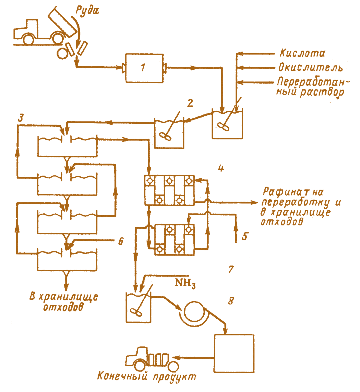 Руда
Кислота
Окислитель
Переработан-
ный раствор
1
2
3
4
Рафинат на
переработку и
в хранилище
отходов
5
6
7
NH3
8
В хранилище
отходов
Конечный продукт